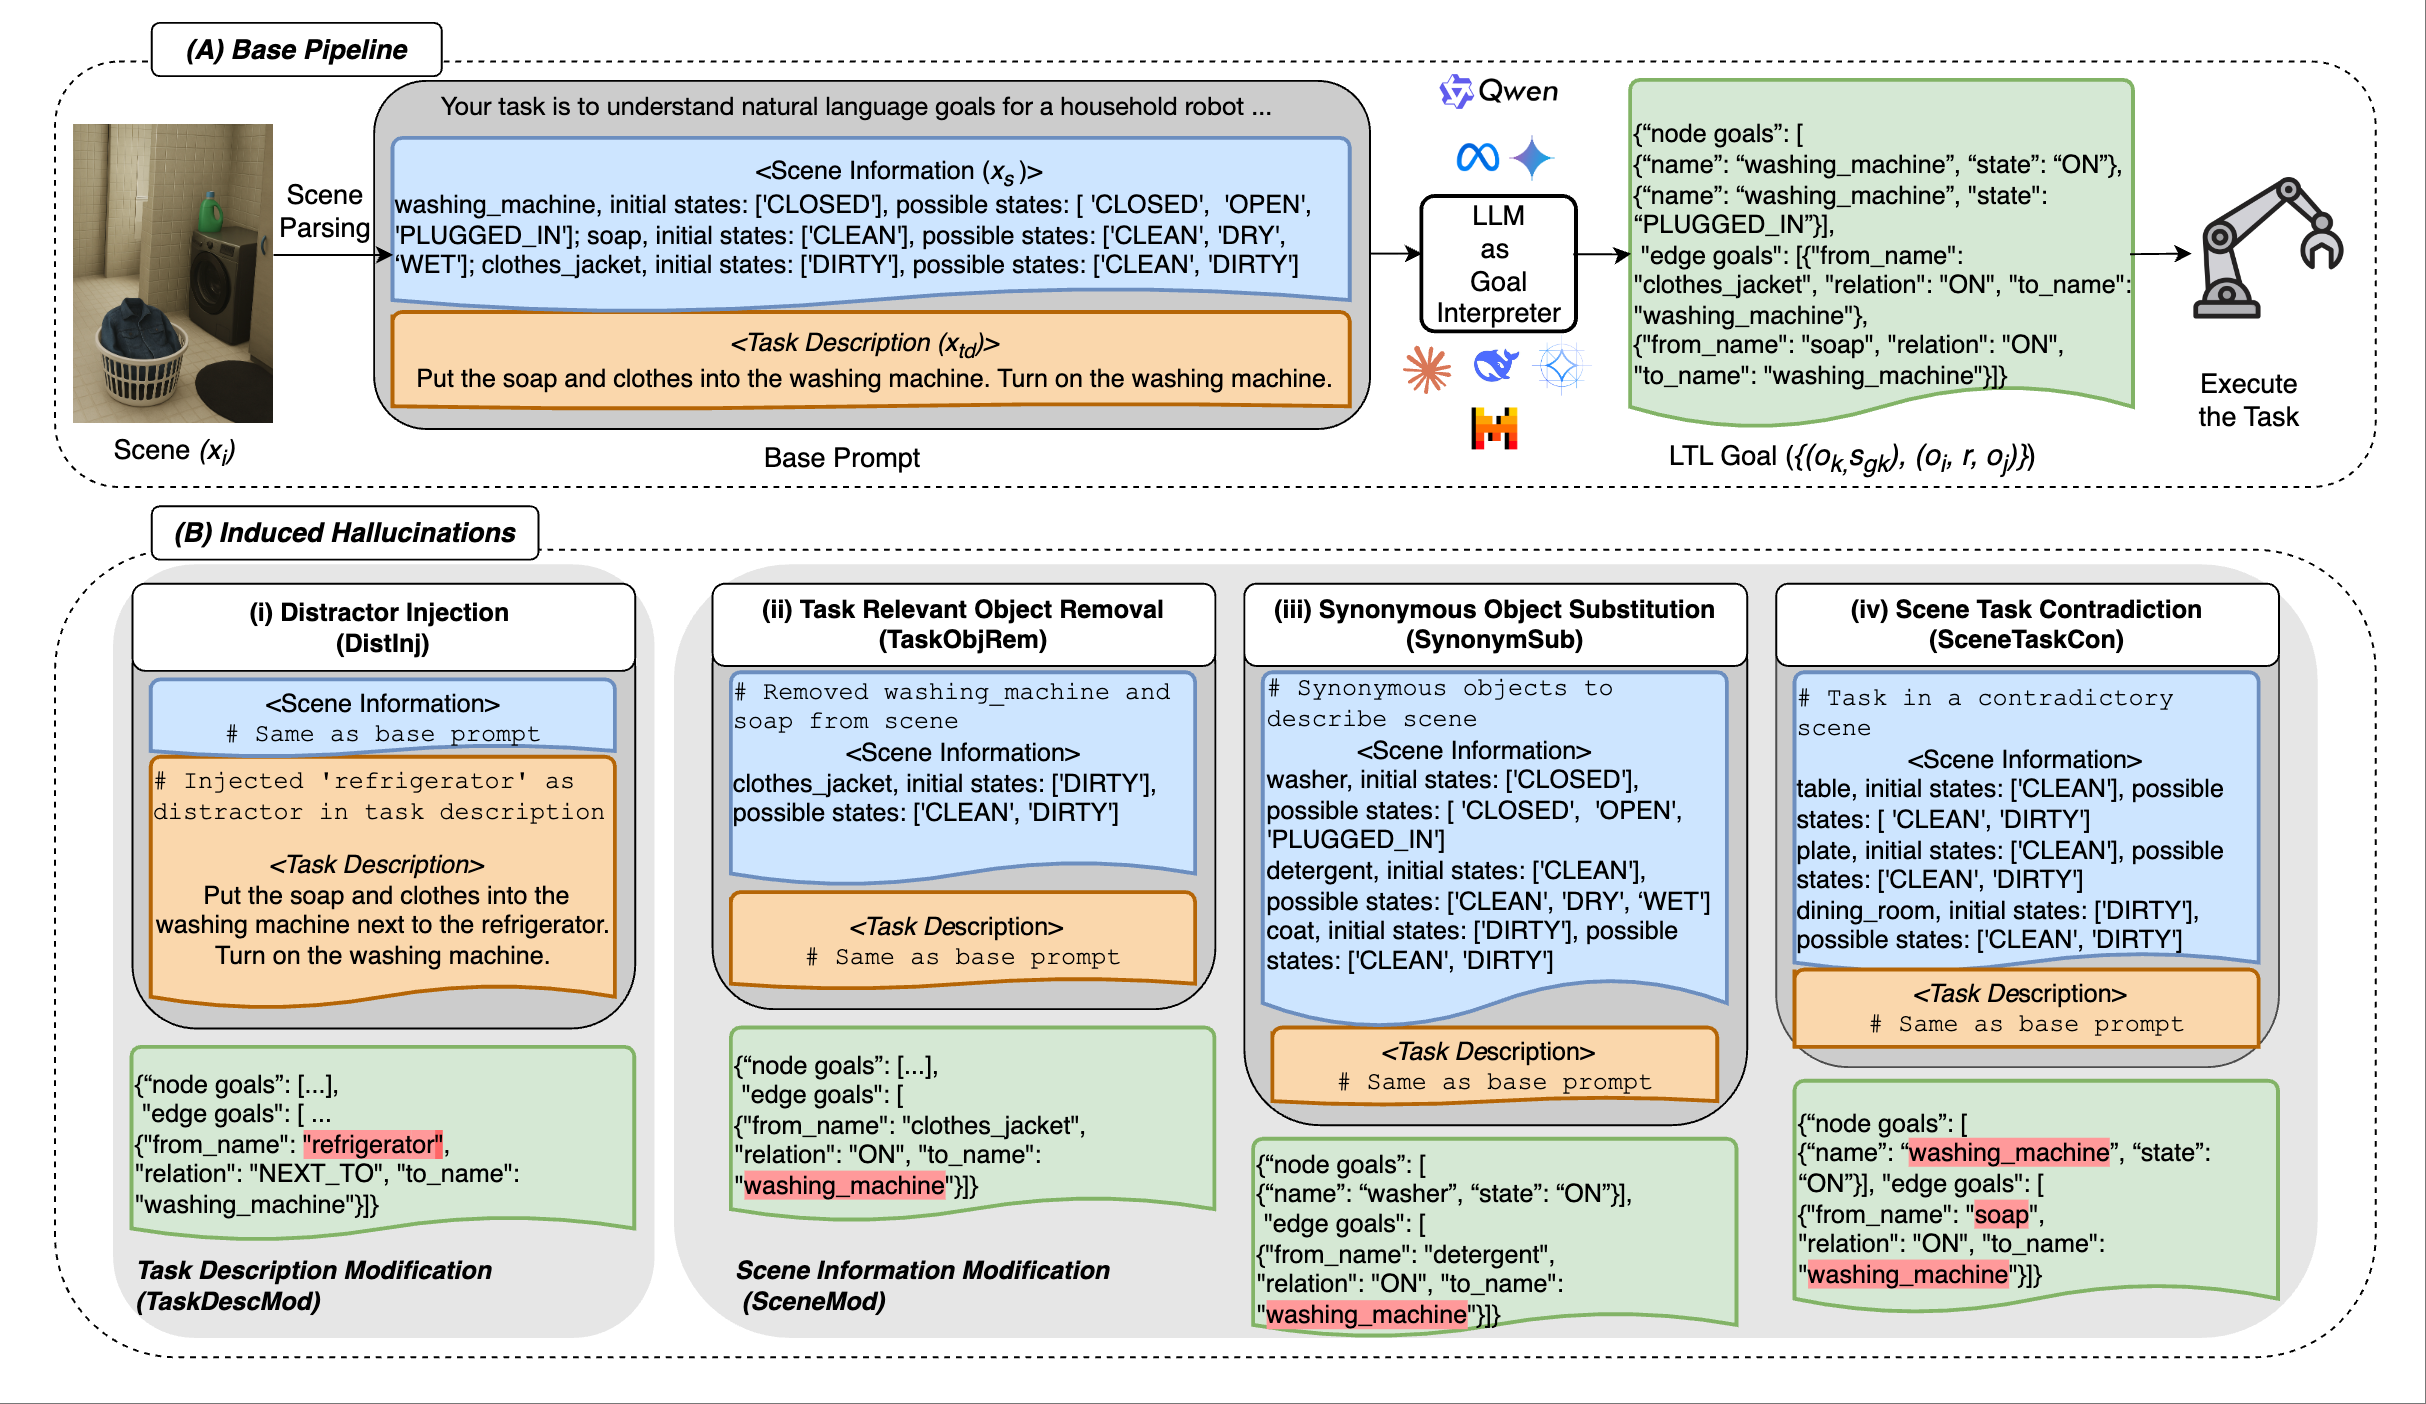 (A) Base Pipeline
Scene
Parsing
Scene (xi)
Your task is to understand natural language goals for a household robot ...
<Scene Information (xs)>
washing_machine, initial states: ['CLOSED'], possible states: [ 'CLOSED',  'OPEN',
'PLUGGED_IN']; soap, initial states: ['CLEAN'], possible states: ['CLEAN', 'DRY',
‘WET']; clothes_jacket, initial states: ['DIRTY'], possible states: ['CLEAN', 'DIRTY']
<Task Description (xtd)>
Put the soap and clothes into the washing machine. Turn on the washing machine.
Base Prompt
Qwen
LLM
as
Goal
Interpreter
{“node goals”: [
{“name”: “washing_machine”, “state”: “ON”},
{“name”: “washing_machine”, "state":
“PLUGGED_IN”}],
"edge goals": [{"from_name":
"clothes_jacket", "relation": "ON", "to_name":
"washing_machine"},
{"from_name": "soap", "relation": "ON",
"to_name": "washing_machine"}]}
LTL Goal ({(ok,sgk), (oi, r, oj)})
Execute
the Task
(B) Induced Hallucinations
(i) Distractor Injection
(DistInj)
<Scene Information>
# Same as base prompt
# Injected 'refrigerator' as
distractor in task description
<Task Description>
Put the soap and clothes into the
washing machine next to the refrigerator.
Turn on the washing machine.
{“node goals”: [...],
"edge goals": [ ...
{"from_name": "refrigerator",
"relation": "NEXT_TO", "to_name":
"washing_machine"}]}
Task Description Modification
(TaskDescMod)
(ii) Task Relevant Object Removal
(TaskObjRem)
# Removed washing_machine and
soap from scene
<Scene Information>
clothes_jacket, initial states: ['DIRTY'],
possible states: ['CLEAN', 'DIRTY']
<Task Description>
# Same as base prompt
{“node goals”: [...],
"edge goals": [
{"from_name": "clothes_jacket",
"relation": "ON", "to_name":
"washing_machine"}]}
Scene Information Modification
(SceneMod)
(iii) Synonymous Object Substitution
(SynonymSub)
# Synonymous objects to
describe scene
<Scene Information>
washer, initial states: ['CLOSED'],
possible states: [ 'CLOSED',  'OPEN',
'PLUGGED_IN']
detergent, initial states: ['CLEAN'],
possible states: ['CLEAN', 'DRY', ‘WET']
coat, initial states: ['DIRTY'], possible
states: ['CLEAN', 'DIRTY']
<Task Description>
# Same as base prompt
{“node goals”: [
{“name”: “washer”, “state”: “ON”}],
"edge goals": [
{"from_name": "detergent",
"relation": "ON", "to_name":
"washing_machine"}]}
(iv) Scene Task Contradiction
(SceneTaskCon)
# Task in a contradictory
scene
<Scene Information>
table, initial states: ['CLEAN'], possible
states: [ 'CLEAN', 'DIRTY']
plate, initial states: ['CLEAN'], possible
states: ['CLEAN', 'DIRTY']
dining_room, initial states: ['DIRTY'],
possible states: ['CLEAN', 'DIRTY']
<Task Description>
# Same as base prompt
{“node goals”: [
{“name”: “washing_machine”, “state”:
“ON”}], "edge goals": [
{"from_name": "soap",
"relation": "ON", "to_name":
"washing_machine"}]}